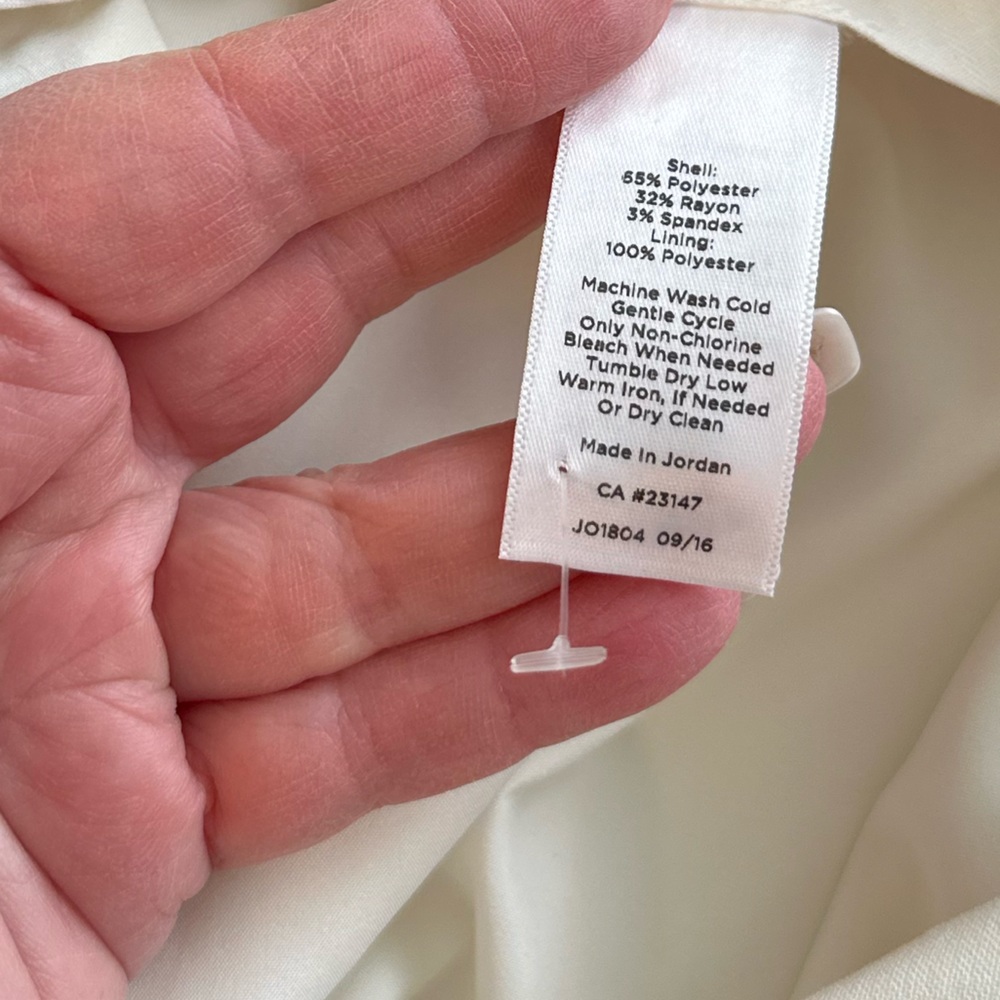 Shell:
65% Polyester
32% Rayon
3% Spandex
Lining:
100% Polyester
Machine Wash Cold
Gentle Cycle
Only Non-Chlorine
Bleach When Needed
Tumble Dry Low
Warm Iron, If Needed
Or Dry Clean
Made In Jordan
CA #23147
JO1804 09/16